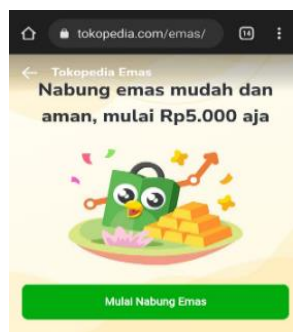 tokopedia.com/emas/
14
Tokopedia Emas
Nabung emas mudah dan
aman, mulai Rp5.000 aja
Mulai Nabung Emas